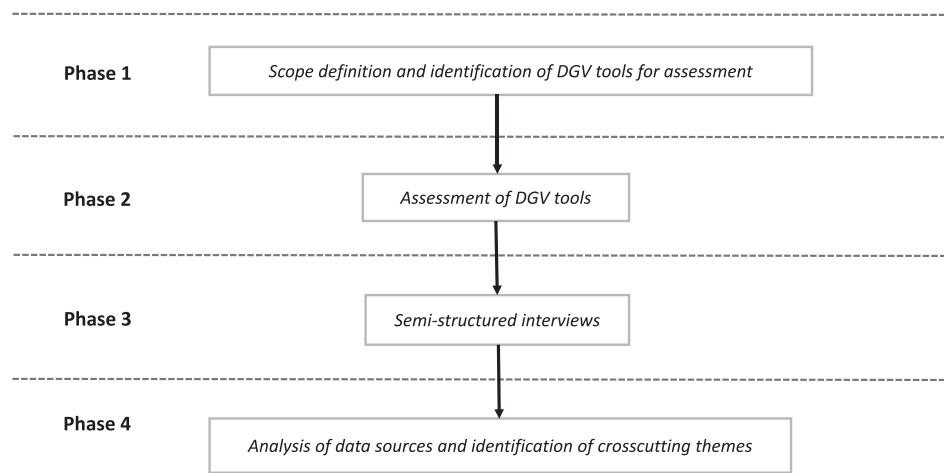 Phase 1
Scope definition and identification of DGV tools for assessment
Phase 2
Assessment of DGV tools
Phase 3
Semi-structured interviews
Phase 4
Analysis of data sources and identification of crosscutting themes